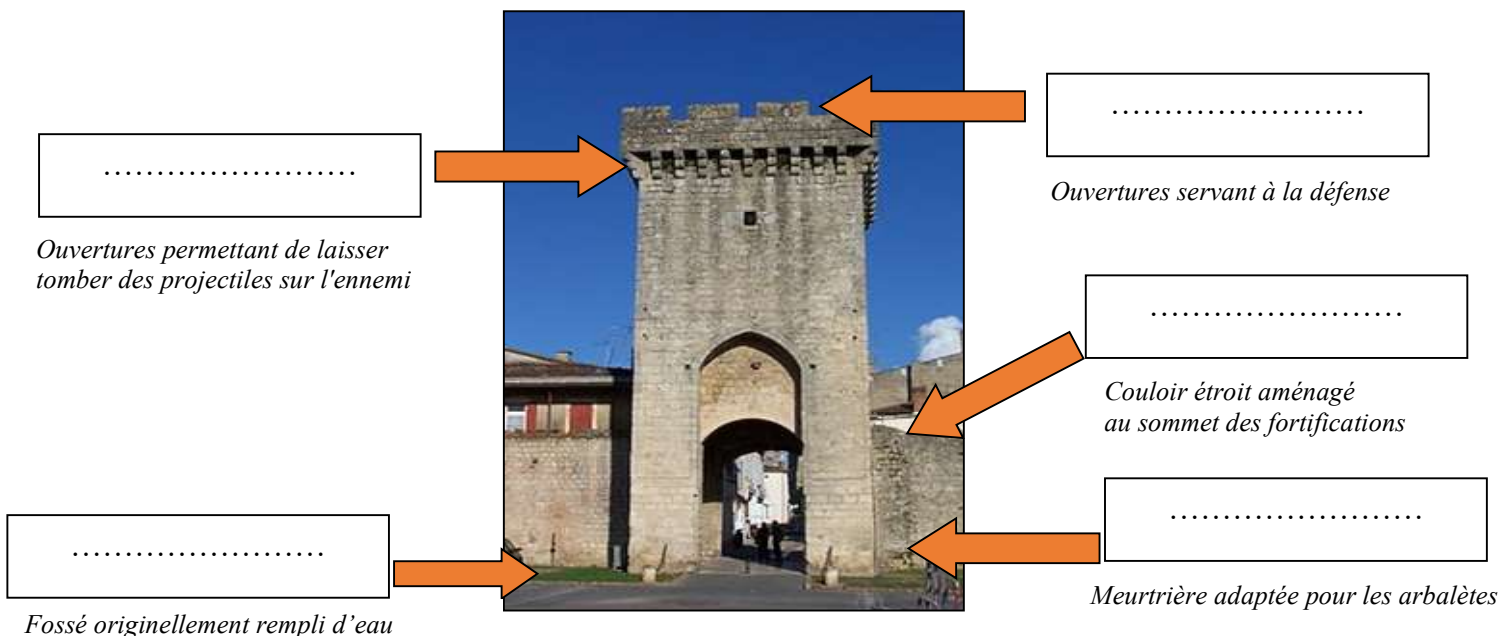 ……………………
Ouvertures servant à la défense
……………………
Ouvertures permettant de laisser
tomber des projectiles sur l'ennemi
……………………
Couloir étroit aménagé
au sommet des fortifications
……………………
Meurtrière adaptée pour les arbalètes
……………………
Fossé originellement rempli d’eau